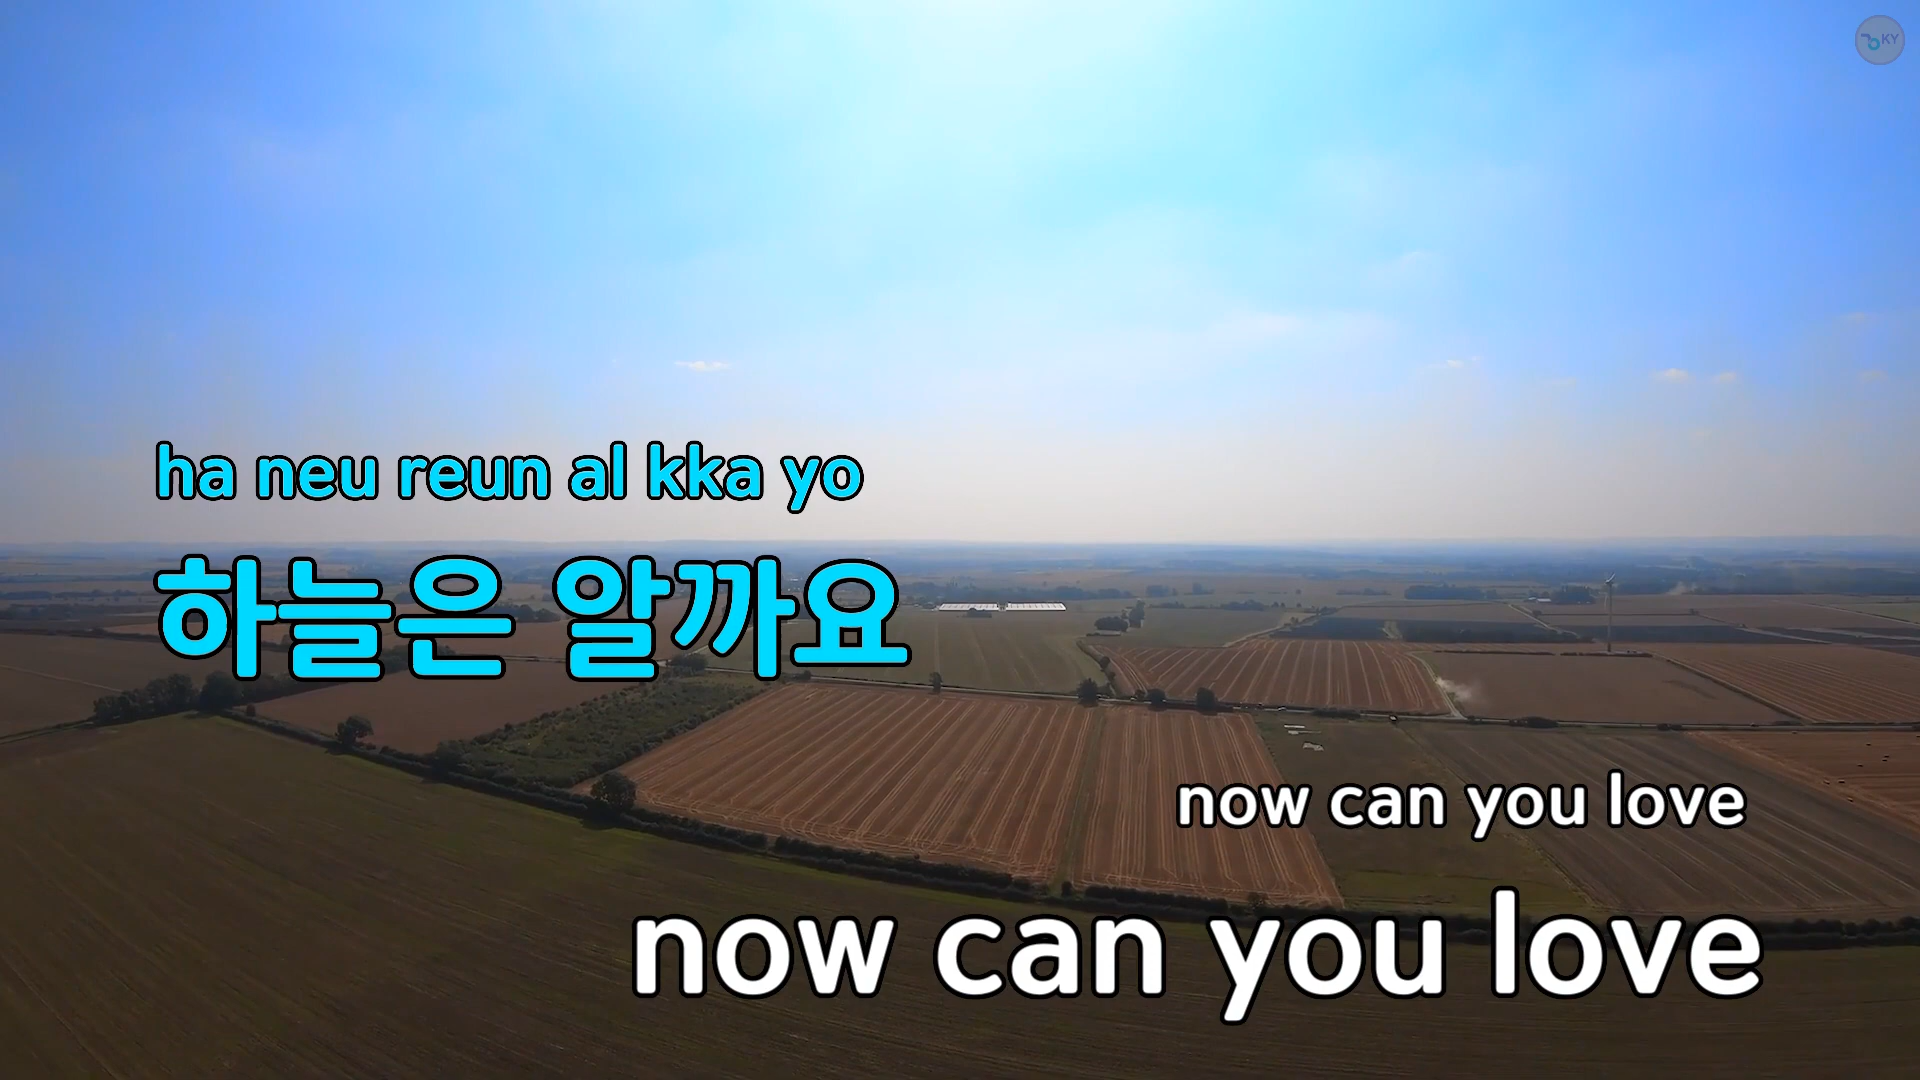 KY
ha neu reun al kka yo
하늘은 알까요
now can you love
now can you love